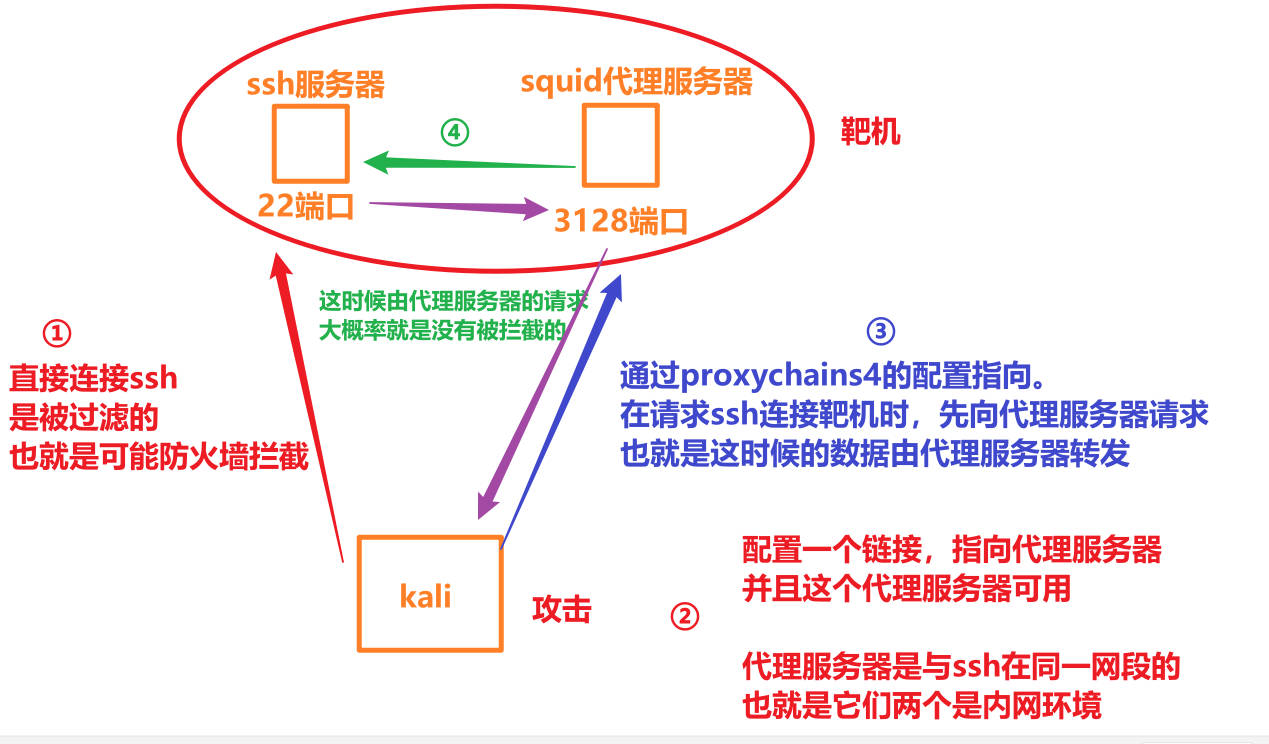 ssh服务器
squid代理服务器
④
靶机
22端口
3128端口
这时候由代理服务器的请求
大概率就是没有被拦截的
①
直接连接ssh
是被过滤的
也就是可能防火墙拦截
③
通过proxychains4的配置指向。
在请求ssh连接靶机时，先向代理服务器请求
也就是这时候的数据由代理服务器转发
kali
攻击
②
配置一个链接，指向代理服务器
并且这个代理服务器可用
代理服务器是与ssh在同一网段的
也就是它们两个是内网环境